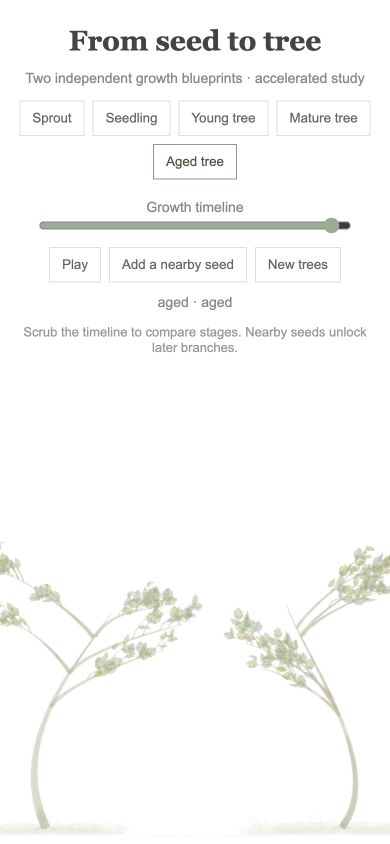 From seed to tree
Two independent growth blueprints · accelerated study
Sprout Seedling Young tree Mature tree
Aged tree
Growth timeline
Play Add a nearby seed New trees
aged · aged
Scrub the timeline to compare stages. Nearby seeds unlock
later branches.